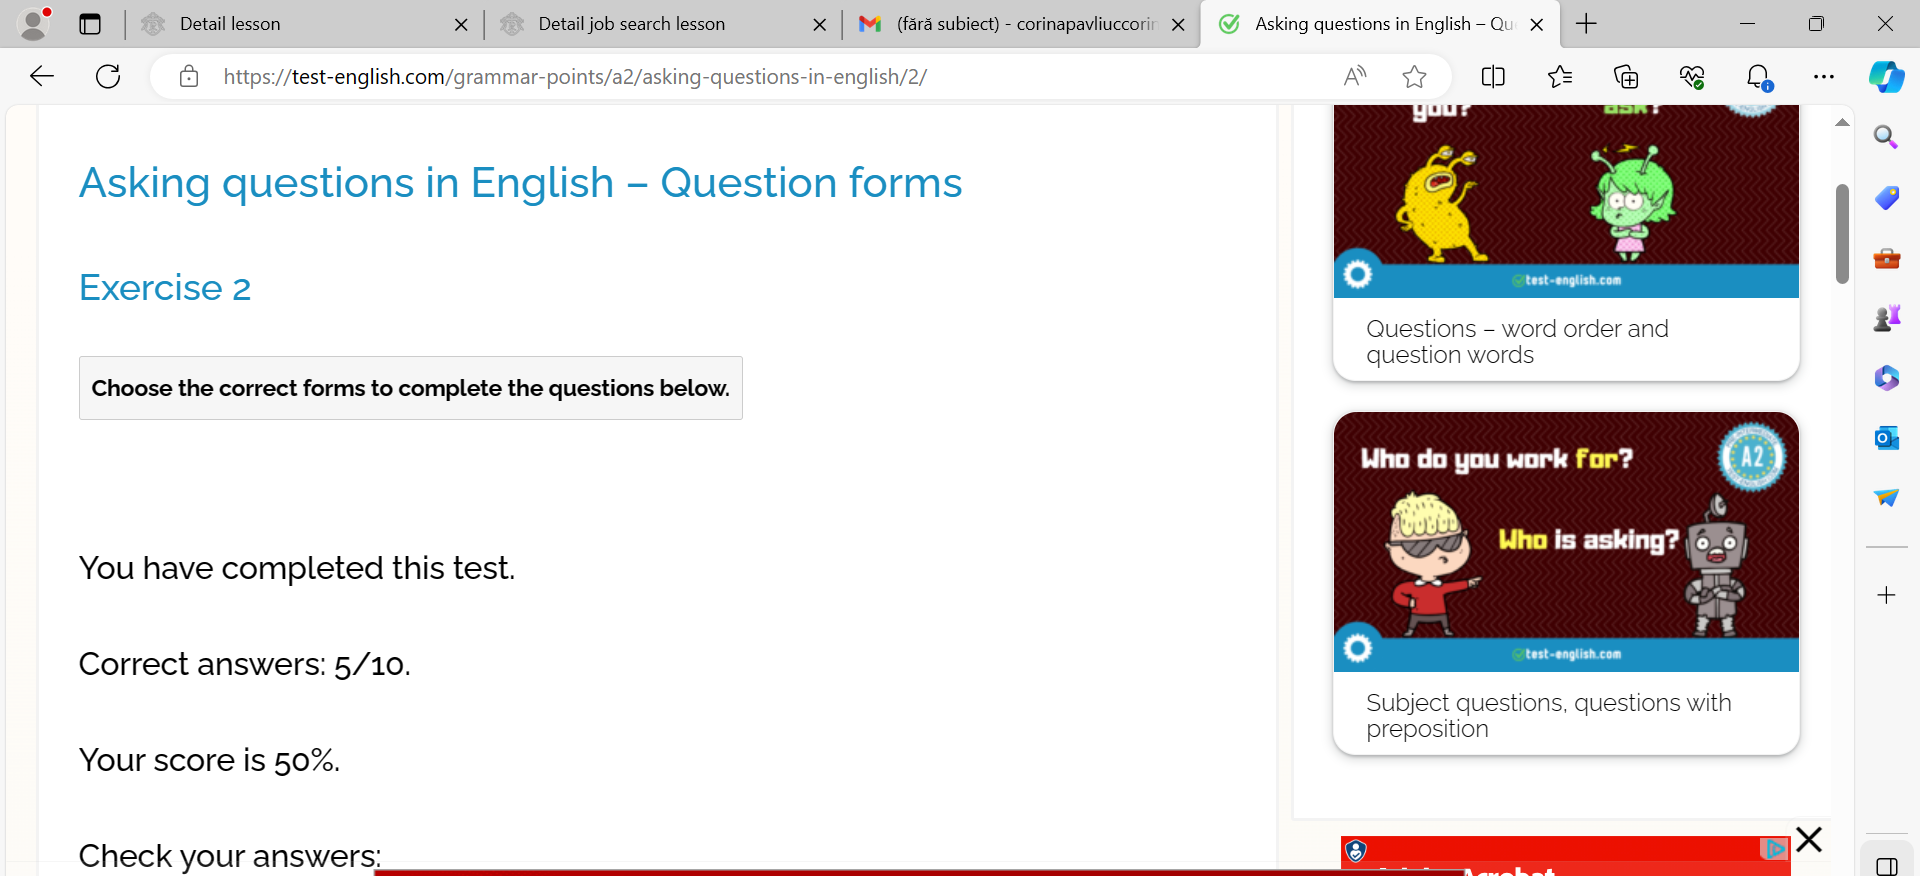 Detail lesson
Detail job search lesson
(fără subiect) - corinapavliuccorin
Asking questions in English – Qu
https://test-english.com/grammar-points/a2/asking-questions-in-english/2/
Asking questions in English – Question forms
Exercise 2
Choose the correct forms to complete the questions below.
You have completed this test.
Correct answers: 5/10.
Your score is 50%.
Check your answers:
you?
ask?
test-english.com
Questions – word order and
question words
Who do you work for?
A2
Who is asking?
test-english.com
Subject questions, questions with
preposition
Acrobat